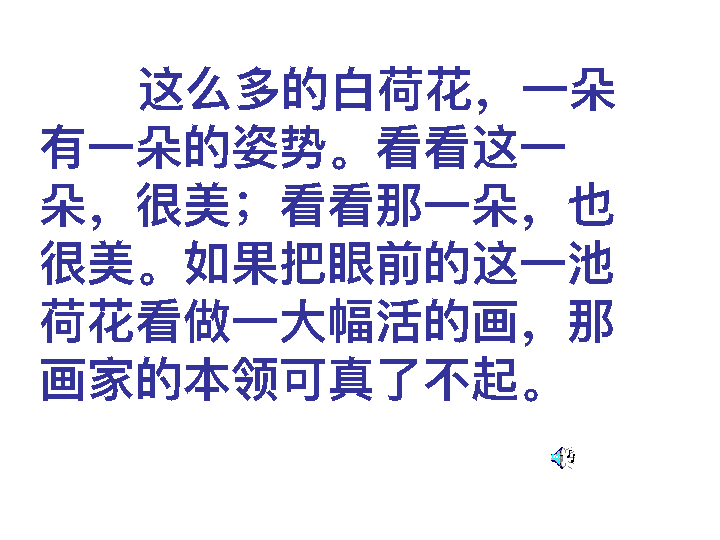 这么多的白荷花，一朵
有一朵的姿势。看看这一
朵，很美；看看那一朵，也
很美。如果把眼前的这一池
荷花看做一大幅活的画，那
画家的本领可真了不起。